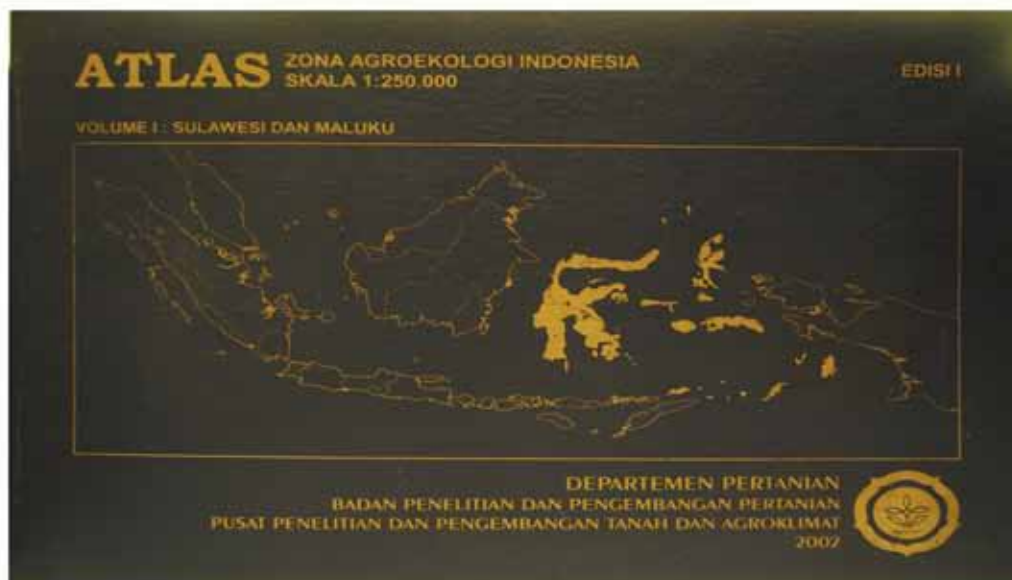 ATLAS ZONA AGROEKOLOGI INDONESIA
SKALA 1:250.000
EDISI I
VOLUME I : SULAWESI DAN MALUKU
DEPARTEMEN PERTANIAN
BADAN PENELITIAN DAN PENGEMBANGAN PERTANIAN
PUSAT PENELITIAN DAN PENGEMBANGAN TANAH DAN AGROKLIMAT
2002